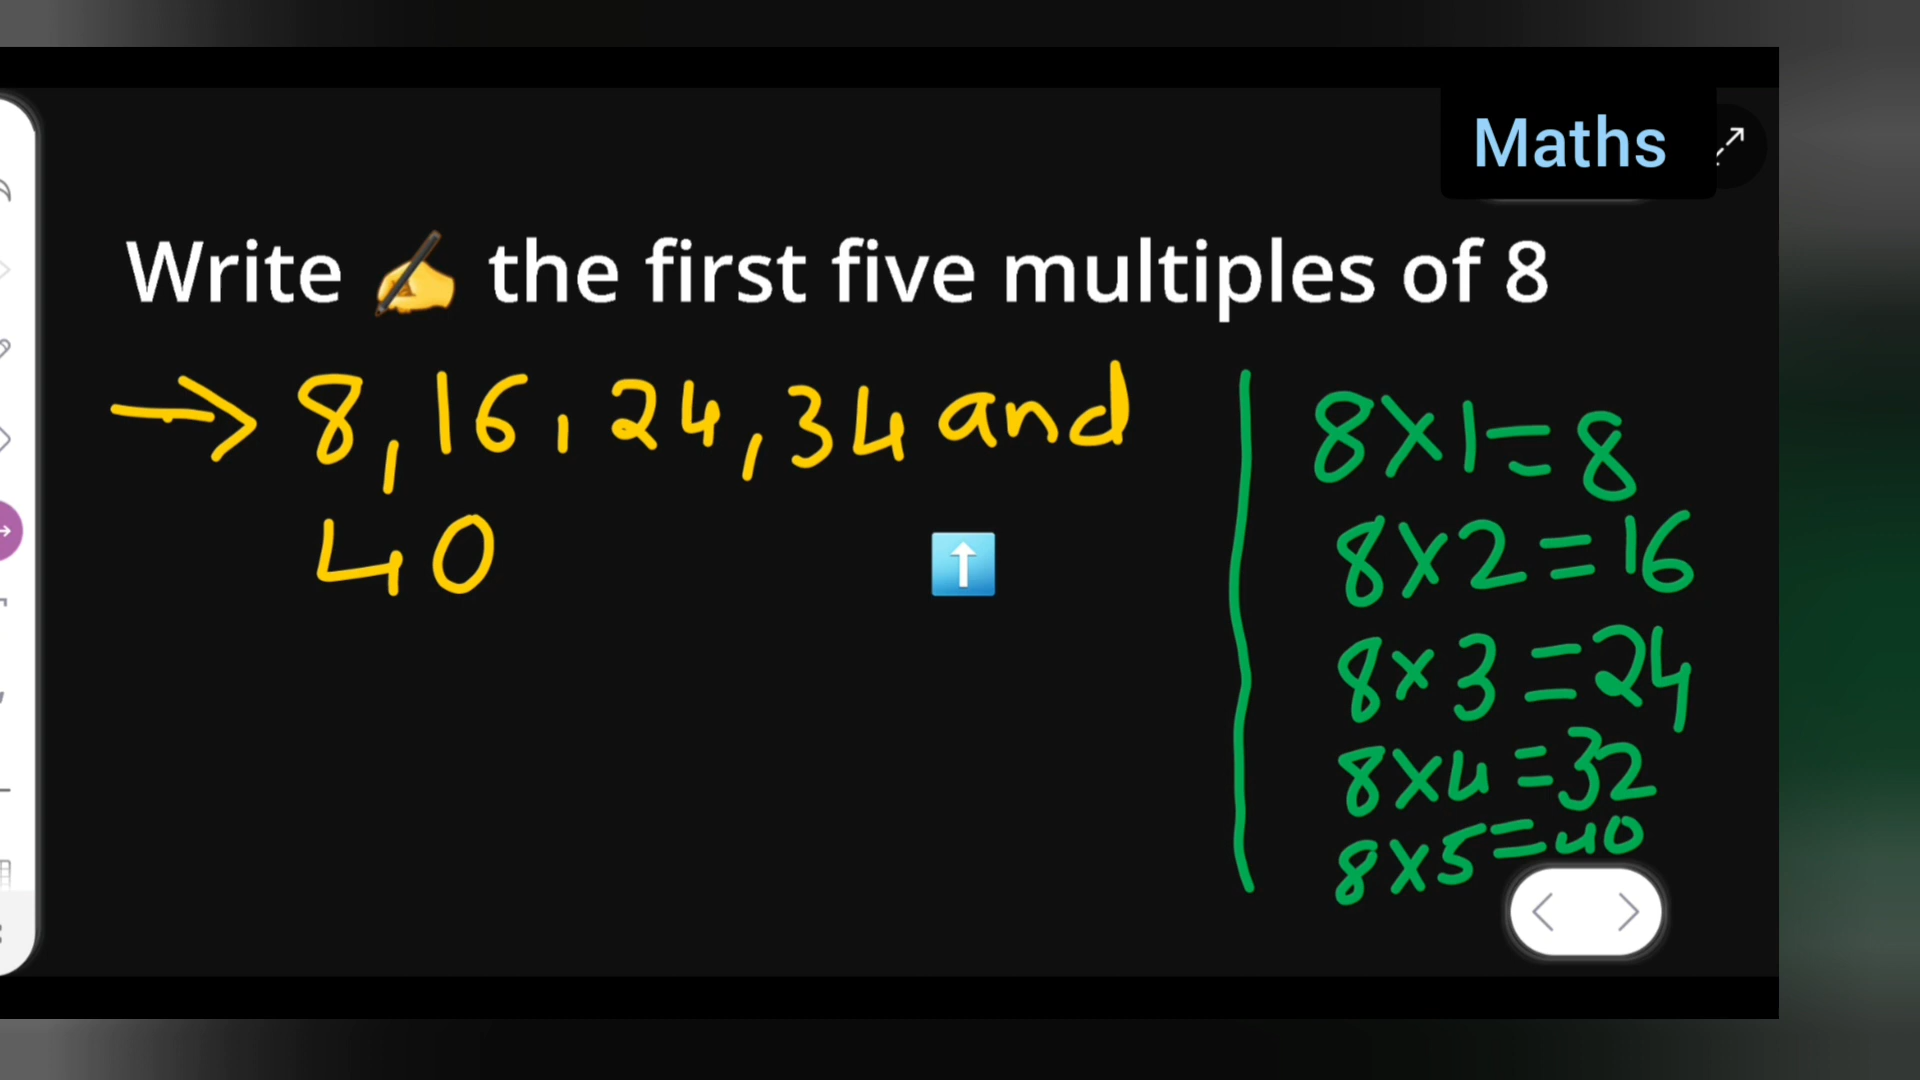 Maths
Write ✍ the first five multiples of 8
→ 8, 16, 24, 34 and
40
8×1=8
8×2=16
8×3=24
8×4=32
8×5=40